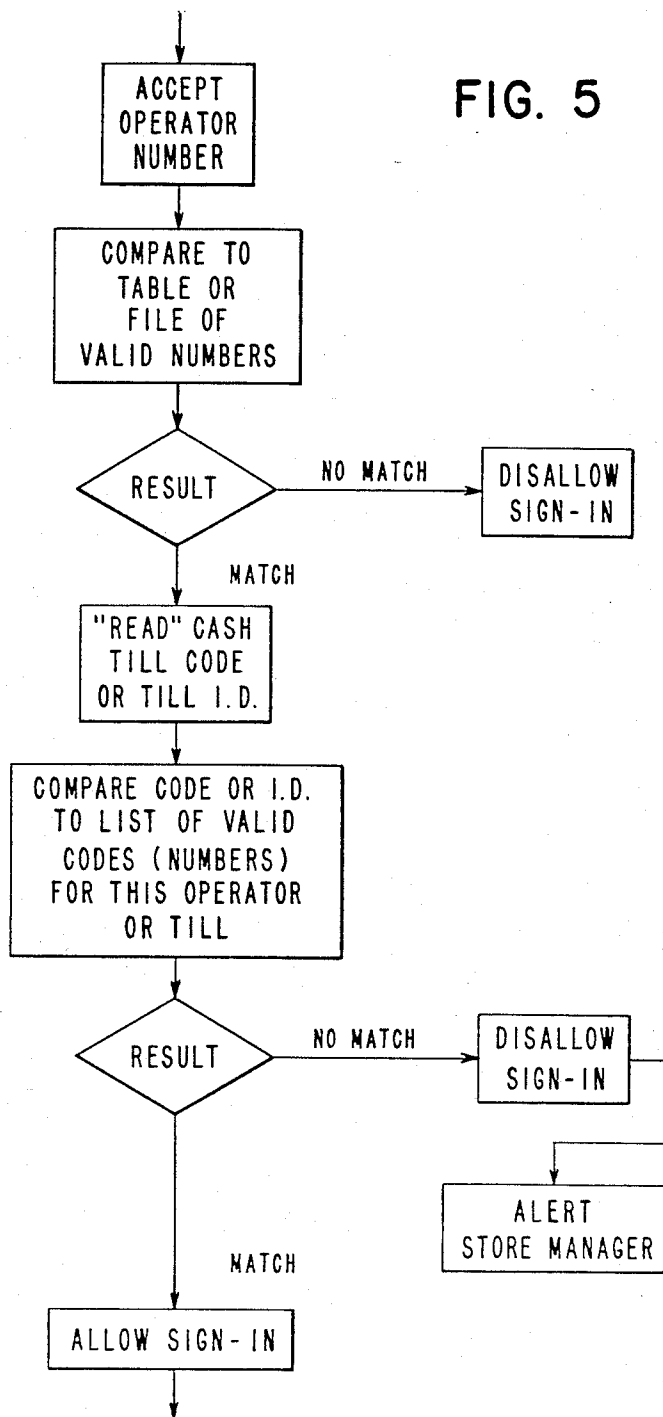 FIG. 5
ACCEPT
OPERATOR
NUMBER
COMPARE TO
TABLE OR
FILE OF
VALID NUMBERS
RESULT
NO MATCH
DISALLOW
SIGN-IN
MATCH
"READ" CASH
TILL CODE
OR TILL I.D.
COMPARE CODE OR I.D.
TO LIST OF VALID
CODES (NUMBERS)
FOR THIS OPERATOR
OR TILL
RESULT
NO MATCH
DISALLOW
SIGN-IN
ALERT
STORE MANAGER
MATCH
ALLOW SIGN-IN